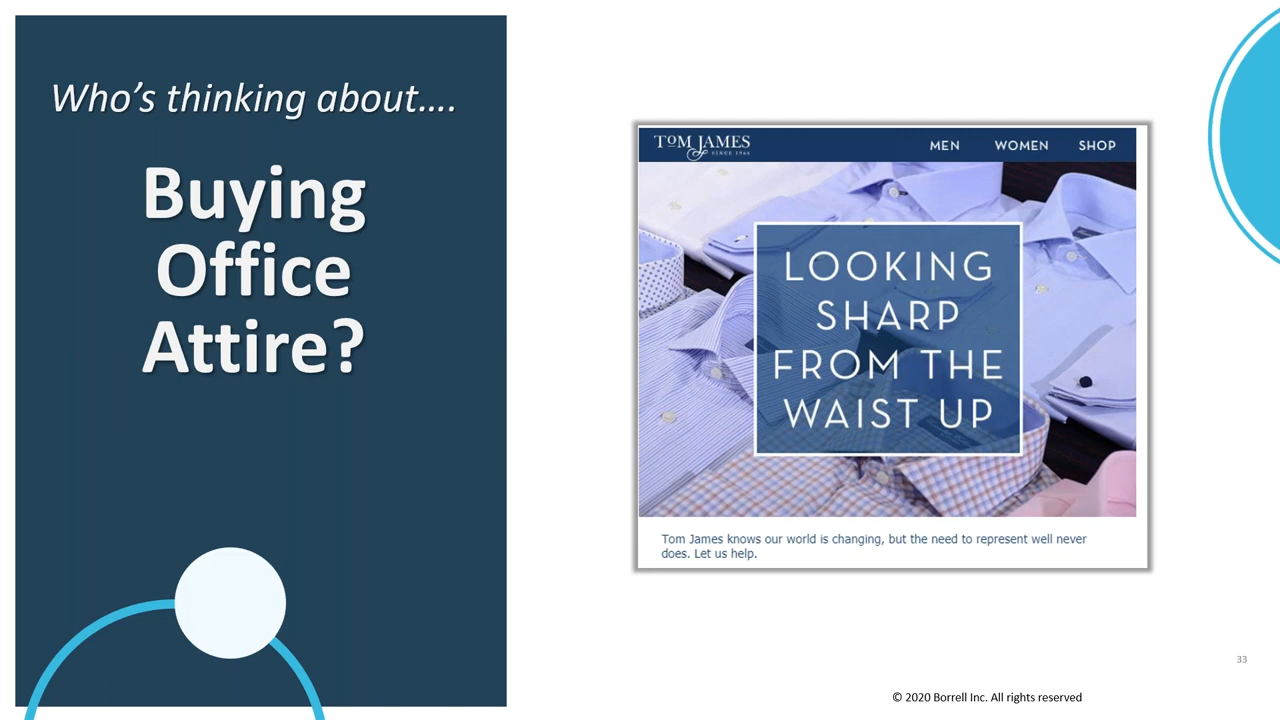 Who's thinking about....
Buying
Office
Attire?
TOM JAMES
SINCE 1966
MEN WOMEN SHOP
LOOKING
SHARP
FROM THE
WAIST UP
Tom James knows our world is changing, but the need to represent well never
does. Let us help.
33
© 2020 Borrell Inc. All rights reserved